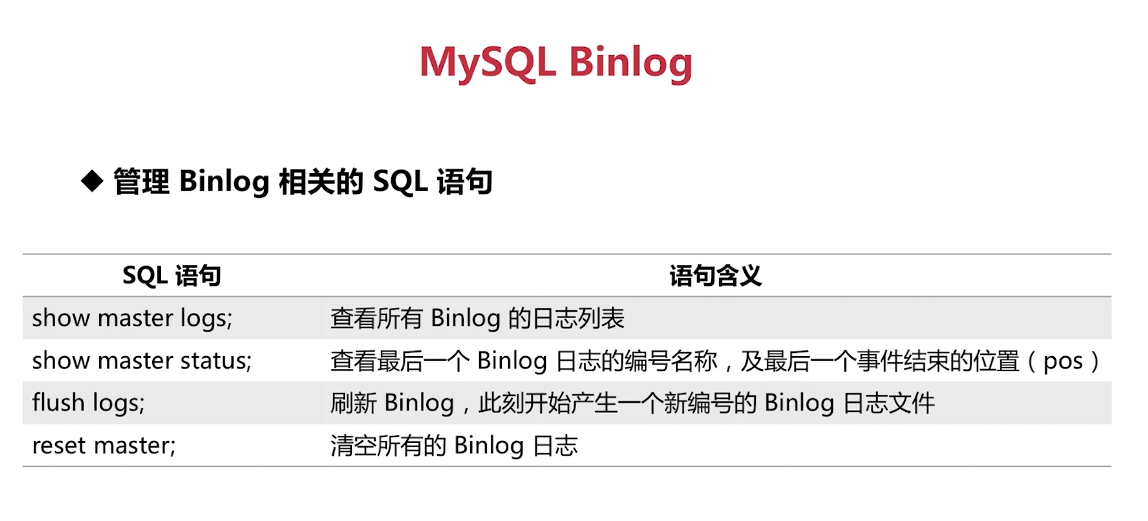 MySQL Binlog
◆ 管理 Binlog 相关的 SQL 语句
SQL 语句 语句含义
show master logs; 查看所有 Binlog 的日志列表
show master status; 查看最后一个 Binlog 日志的编号名称，及最后一个事件结束的位置（pos）
flush logs; 刷新 Binlog，此刻开始产生一个新编号的 Binlog 日志文件
reset master; 清空所有的 Binlog 日志